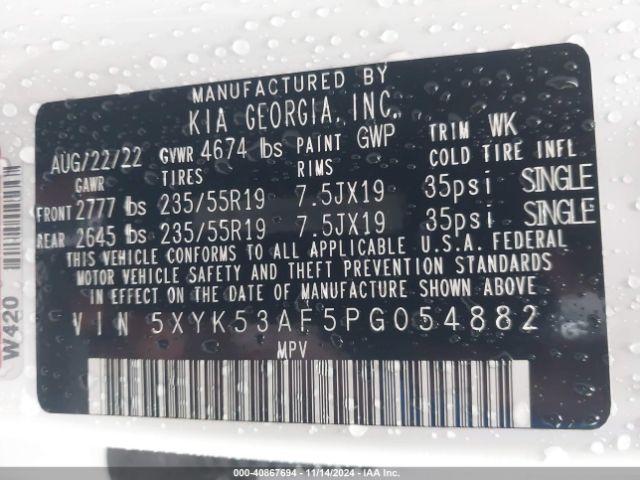 MANUFACTURED BY
KIA GEORGIA, INC.
AUG/22/22 GVWR 4674 lbs PAINT GWP TRIM WK
GAWR TIRES RIMS COLD TIRE INFL
FRONT 2777 lbs 235/55R19 7.5JX19 35psi SINGLE
REAR 2645 lbs 235/55R19 7.5JX19 35psi SINGLE
THIS VEHICLE CONFORMS TO ALL APPLICABLE U.S.A. FEDERAL
MOTOR VEHICLE SAFETY AND THEFT PREVENTION STANDARDS
IN EFFECT ON THE DATE OF MANUFACTURE SHOWN ABOVE
VIN 5XYK53AF5PG054882
MPV
W420
000-40867694 - 11/14/2024 - IAA Inc.